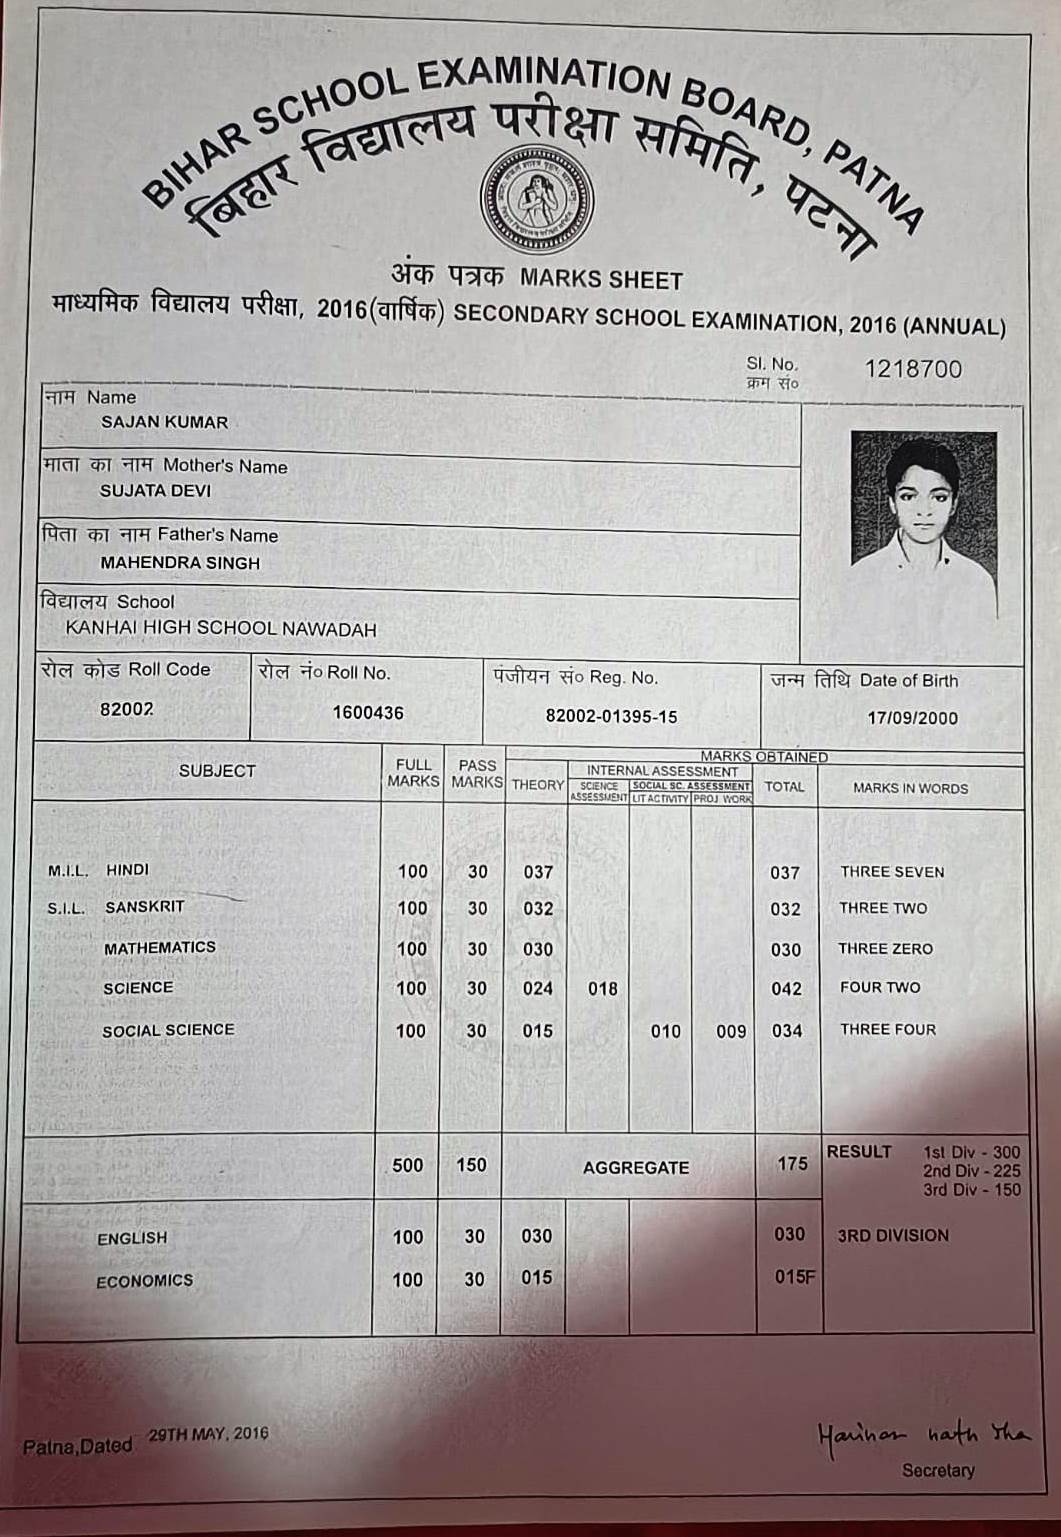 BIHAR SCHOOL EXAMINATION BOARD, PATNA
बिहार विद्यालय परीक्षा समिति, पटना
अंक पत्रक MARKS SHEET
माध्यमिक विद्यालय परीक्षा, 2016(वार्षिक) SECONDARY SCHOOL EXAMINATION, 2016 (ANNUAL)
Sl. No. 1218700
क्रम सं०
नाम Name
SAJAN KUMAR
माता का नाम Mother's Name
SUJATA DEVI
पिता का नाम Father's Name
MAHENDRA SINGH
विद्यालय School
KANHAI HIGH SCHOOL NAWADAH
रोल कोड Roll Code रोल नं० Roll No. पंजीयन सं० Reg. No. जन्म तिथि Date of Birth
82002 1600436 82002-01395-15 17/09/2000
MARKS OBTAINED
SUBJECT FULL MARKS PASS MARKS THEORY INTERNAL ASSESSMENT TOTAL MARKS IN WORDS
SCIENCE ASSESSMENT SOCIAL SC. ASSESSMENT
LIT ACTIVITY PROJ. WORK
M.I.L. HINDI 100 30 037 037 THREE SEVEN
S.I.L. SANSKRIT 100 30 032 032 THREE TWO
MATHEMATICS 100 30 030 030 THREE ZERO
SCIENCE 100 30 024 018 042 FOUR TWO
SOCIAL SCIENCE 100 30 015 010 009 034 THREE FOUR
500 150 AGGREGATE 175 RESULT 1st Div - 300
2nd Div - 225
3rd Div - 150
ENGLISH 100 30 030 030 3RD DIVISION
ECONOMICS 100 30 015 015F
Patna,Dated 29TH MAY, 2016
Secretary